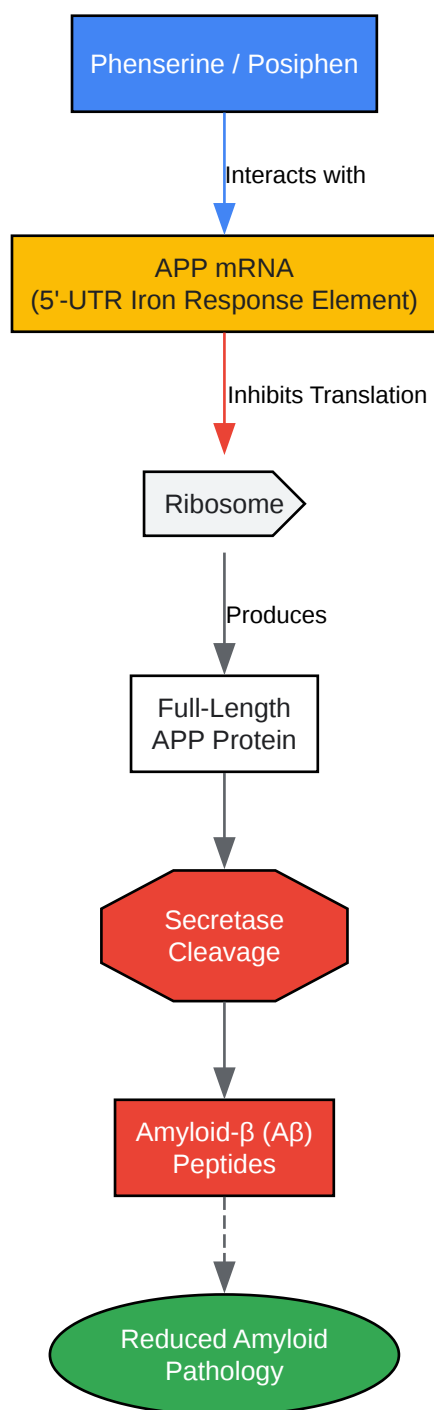 Phenserine / Posiphen
Interacts with
APP mRNA
(5'-UTR Iron Response Element)
Inhibits Translation
Ribosome
Produces
Full-Length
APP Protein
Secretase
Cleavage
Amyloid-β (Aβ)
Peptides
Reduced Amyloid
Pathology